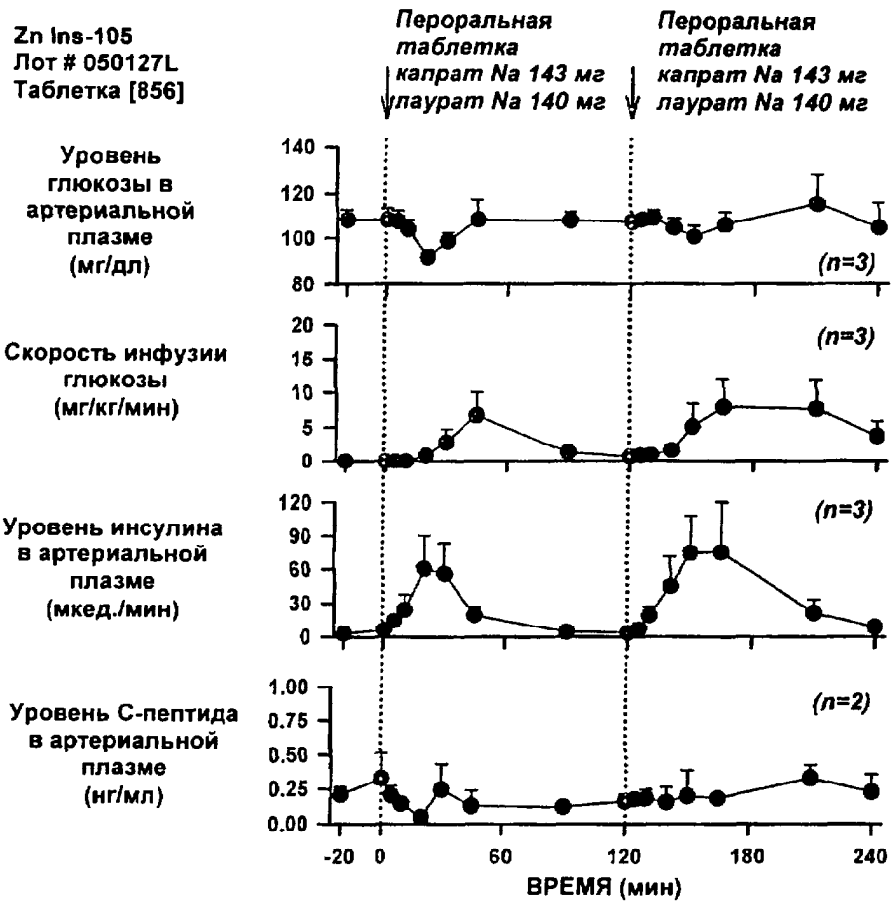 Zn Ins-105
Лот # 050127L
Таблетка [856]
Пероральная
таблетка
капрат Na 143 мг
лаурат Na 140 мг
Пероральная
таблетка
капрат Na 143 мг
лаурат Na 140 мг
Уровень
глюкозы в
артериальной
плазме
(мг/дл)
140
120
100
80
(n=3)
Скорость инфузии
глюкозы
(мг/кг/мин)
20
15
10
5
0
(n=3)
Уровень инсулина
в артериальной
плазме
(мкед./мин)
120
90
60
30
0
(n=3)
Уровень С-пептида
в артериальной
плазме
(нг/мл)
1.00
0.75
0.50
0.25
0.00
(n=2)
-20 0 60 120 180 240
ВРЕМЯ (мин)